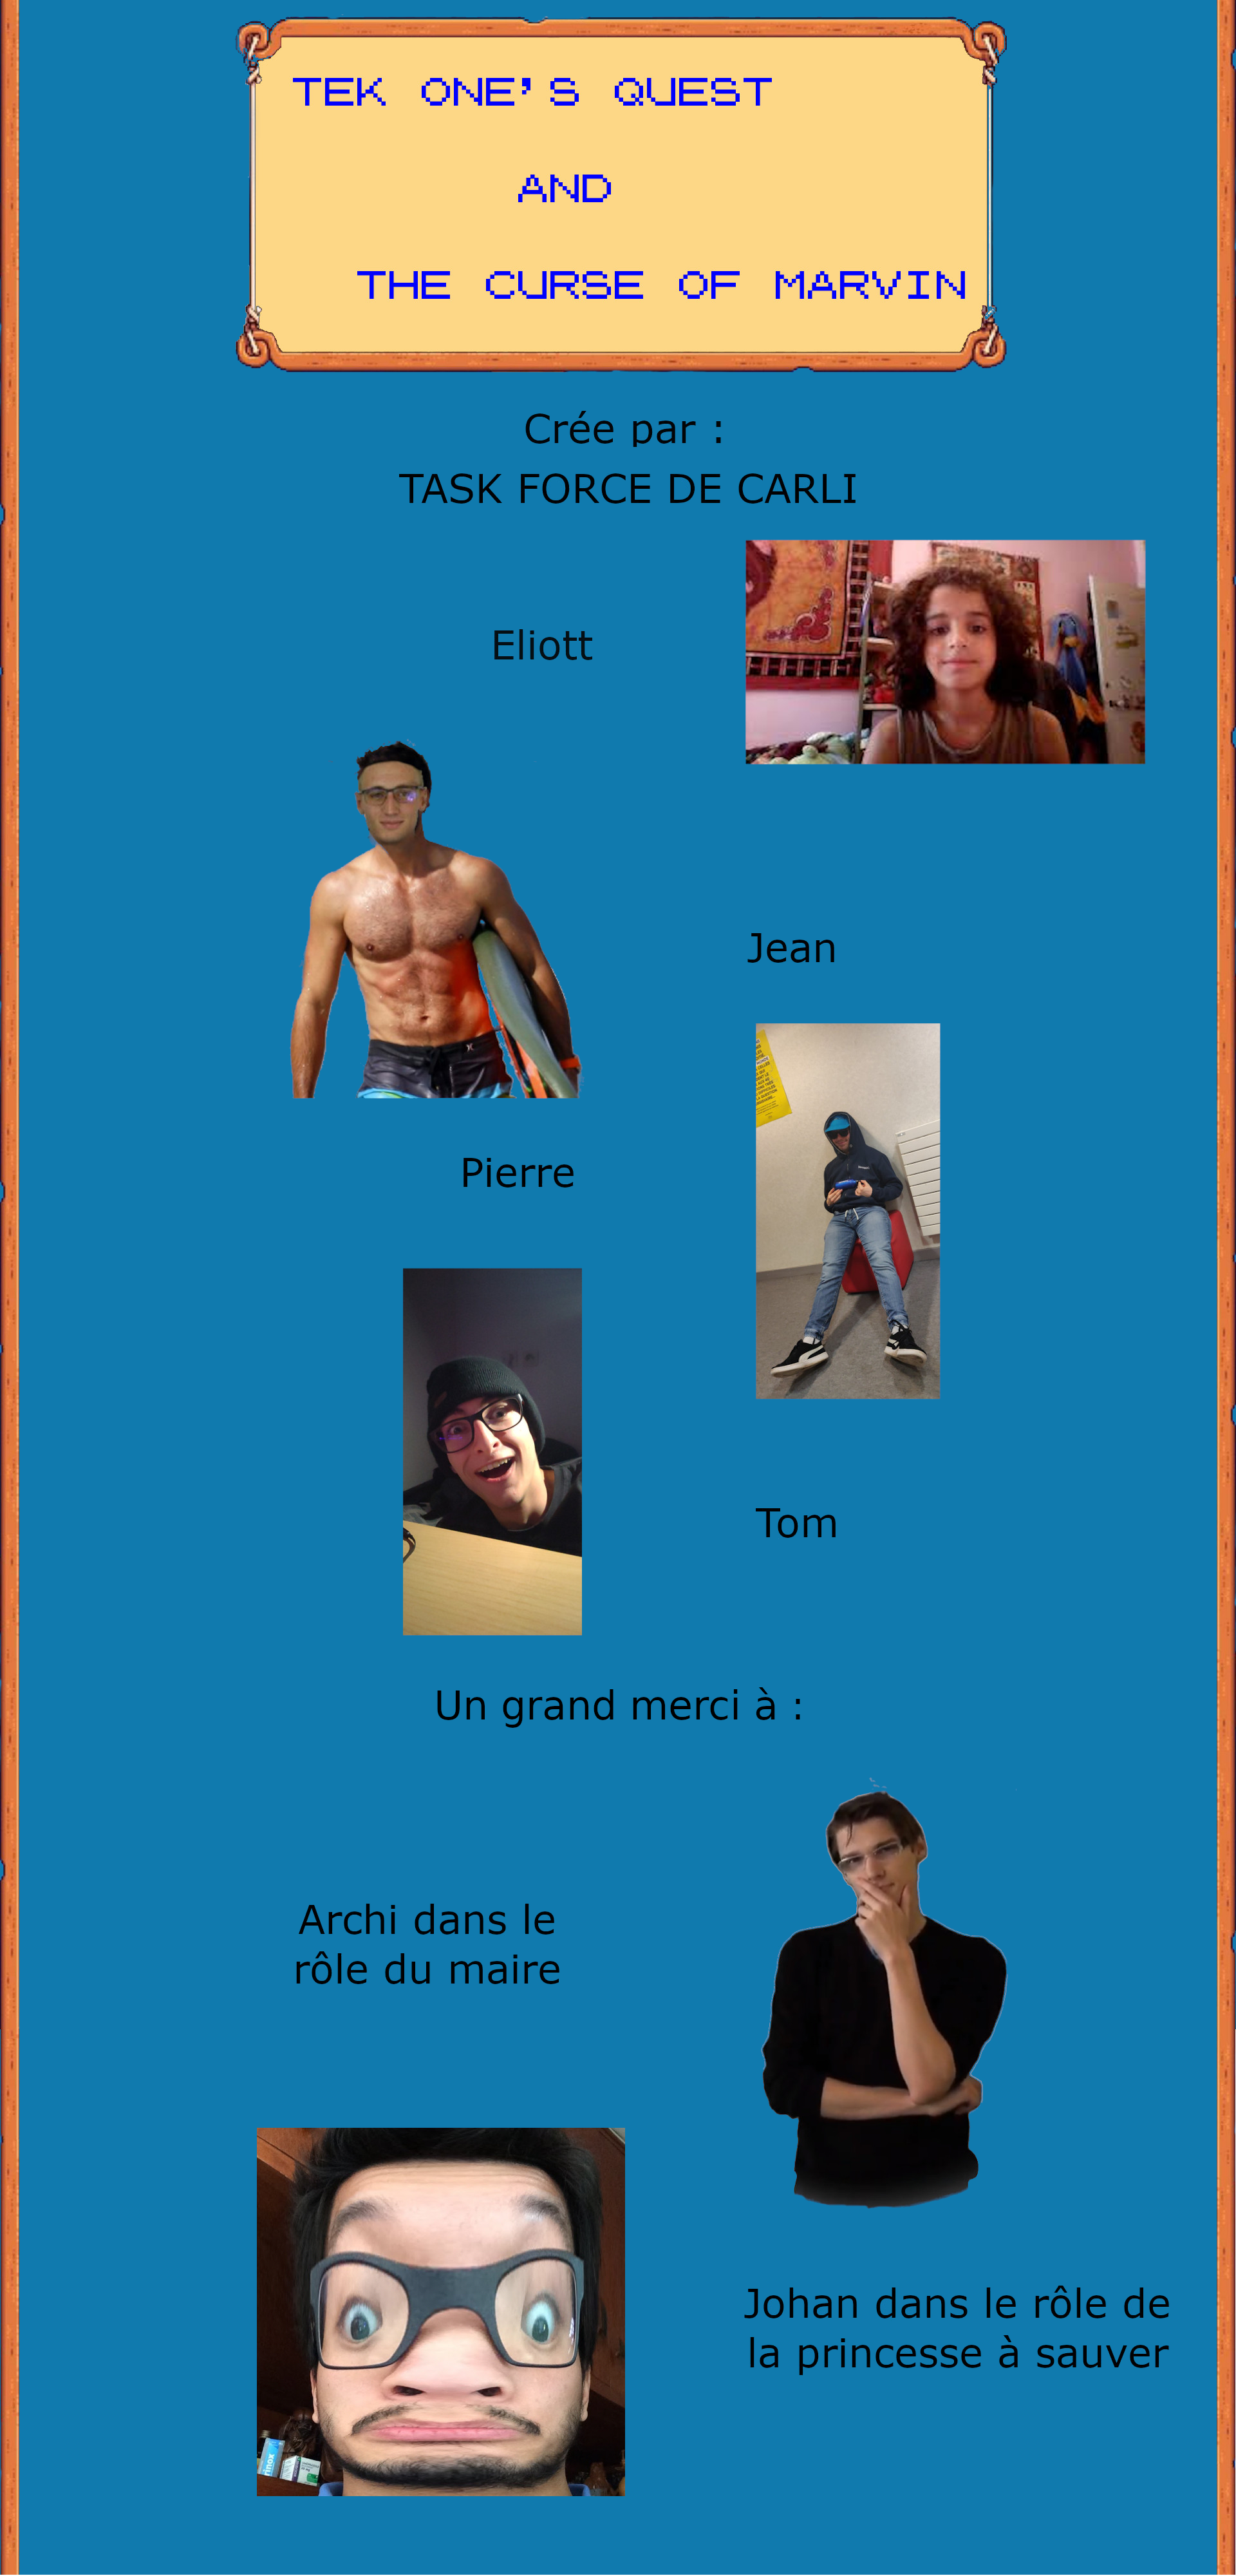 TEK ONE'S QUEST
AND
THE CURSE OF MARVIN
Crée par :
TASK FORCE DE CARLI
Eliott
Jean
Pierre
Tom
Un grand merci à :
Archi dans le
rôle du maire
Johan dans le rôle de
la princesse à sauver